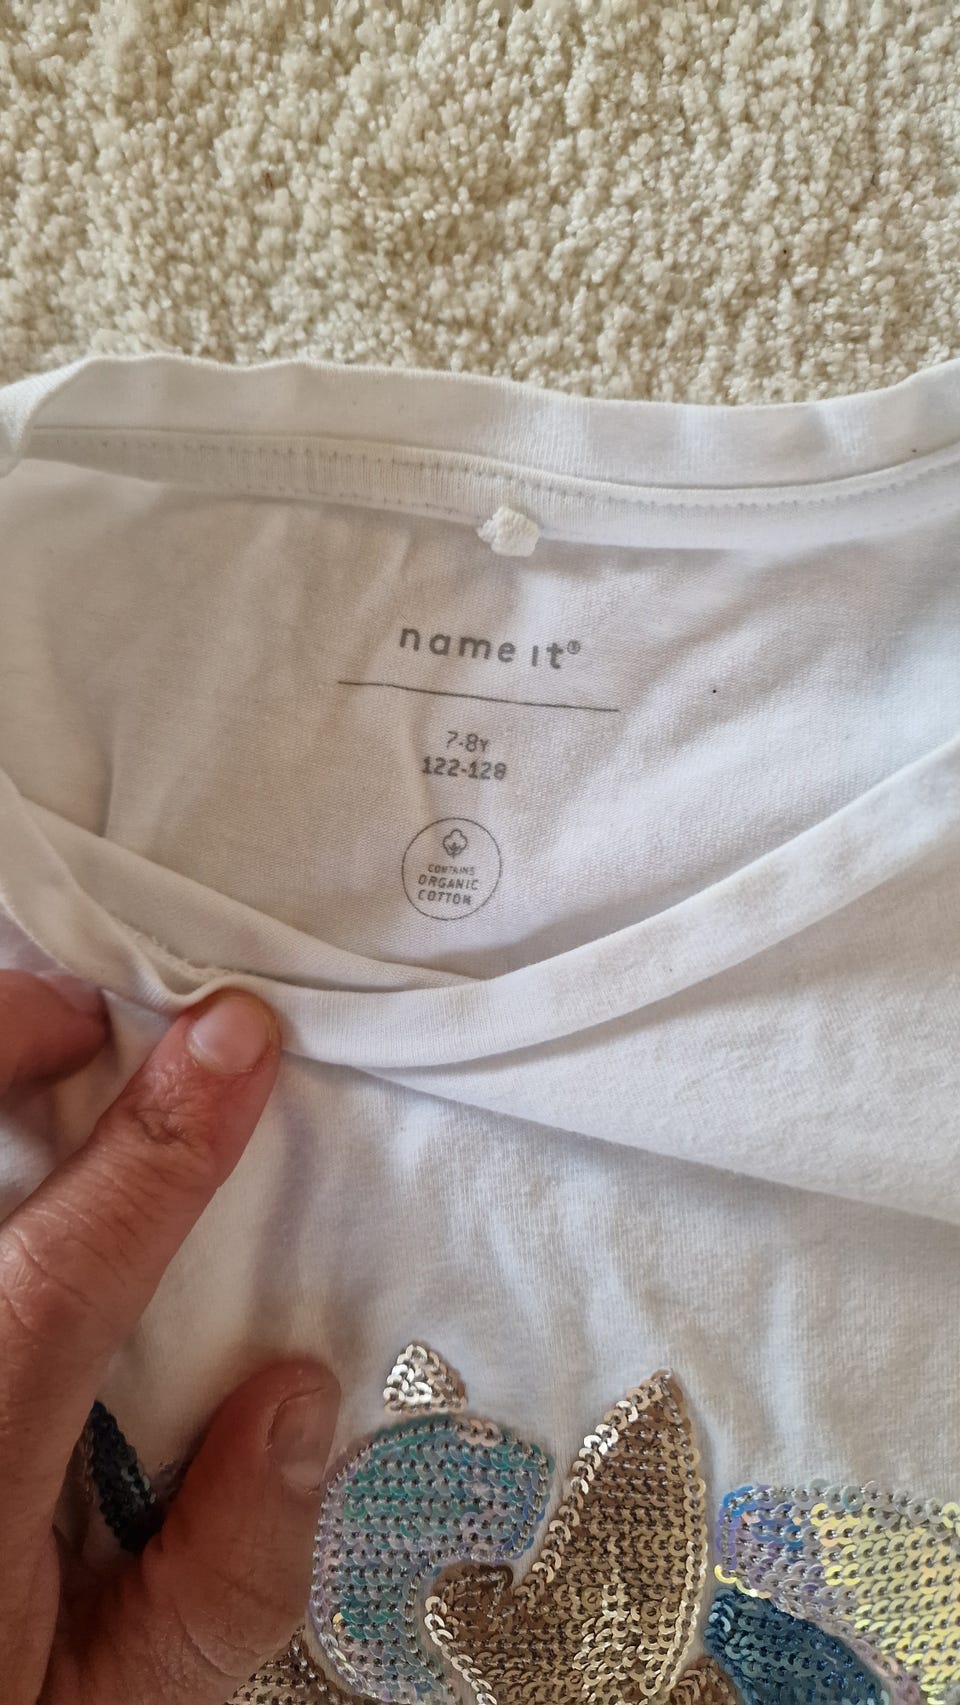 name it®
7-8Y
122-128
CONTAINS
ORGANIC
COTTON